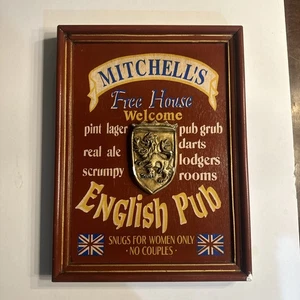 MITCHELL'S
Free House
Welcome
pint lager
real ale
scrumpy
pub grub
darts
lodgers
rooms
English Pub
SNUGS FOR WOMEN ONLY
· NO COUPLES ·